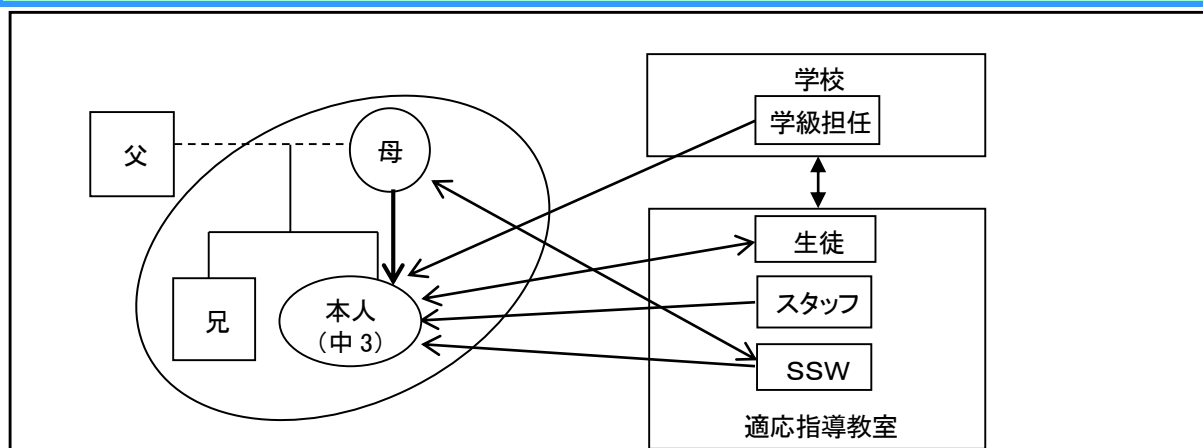 学校
学級担任
父
母
生徒
兄
本人
（中 3）
スタッフ
SSW
適応指導教室